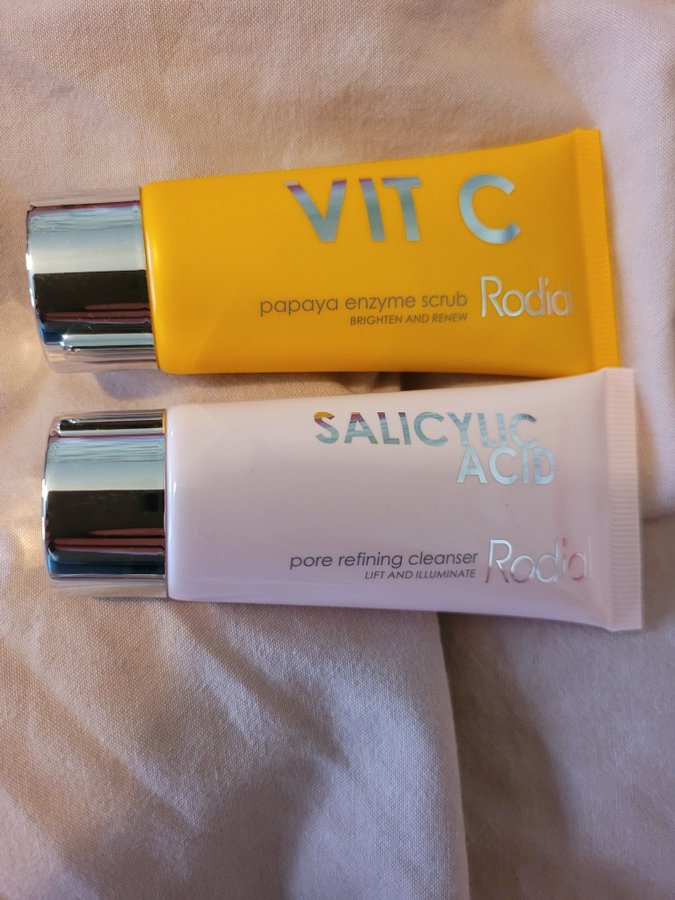 VIT C
papaya enzyme scrub
BRIGHTEN AND RENEW
Rodial
SALICYLIC
ACID
pore refining cleanser
LIFT AND ILLUMINATE
Rodial